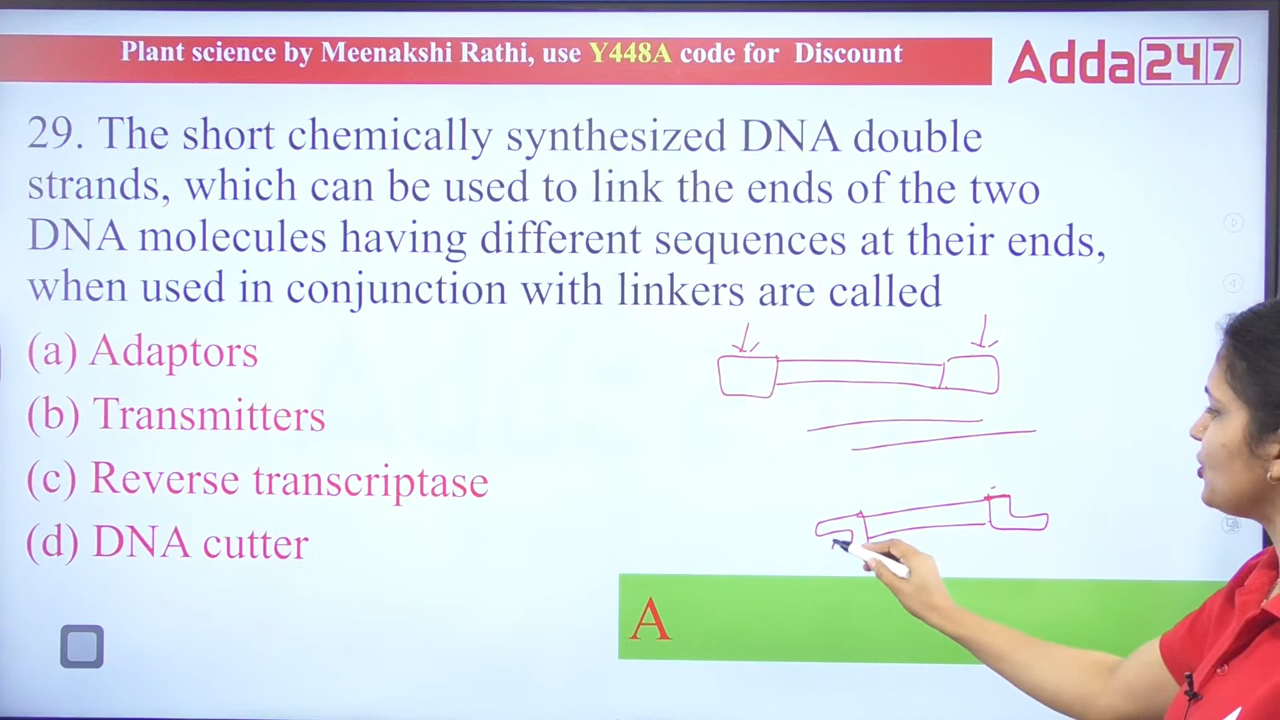 Plant science by Meenakshi Rathi, use Y448A code for Discount
Adda247
29. The short chemically synthesized DNA double
strands, which can be used to link the ends of the two
DNA molecules having different sequences at their ends,
when used in conjunction with linkers are called
(a) Adaptors
(b) Transmitters
(c) Reverse transcriptase
(d) DNA cutter
A